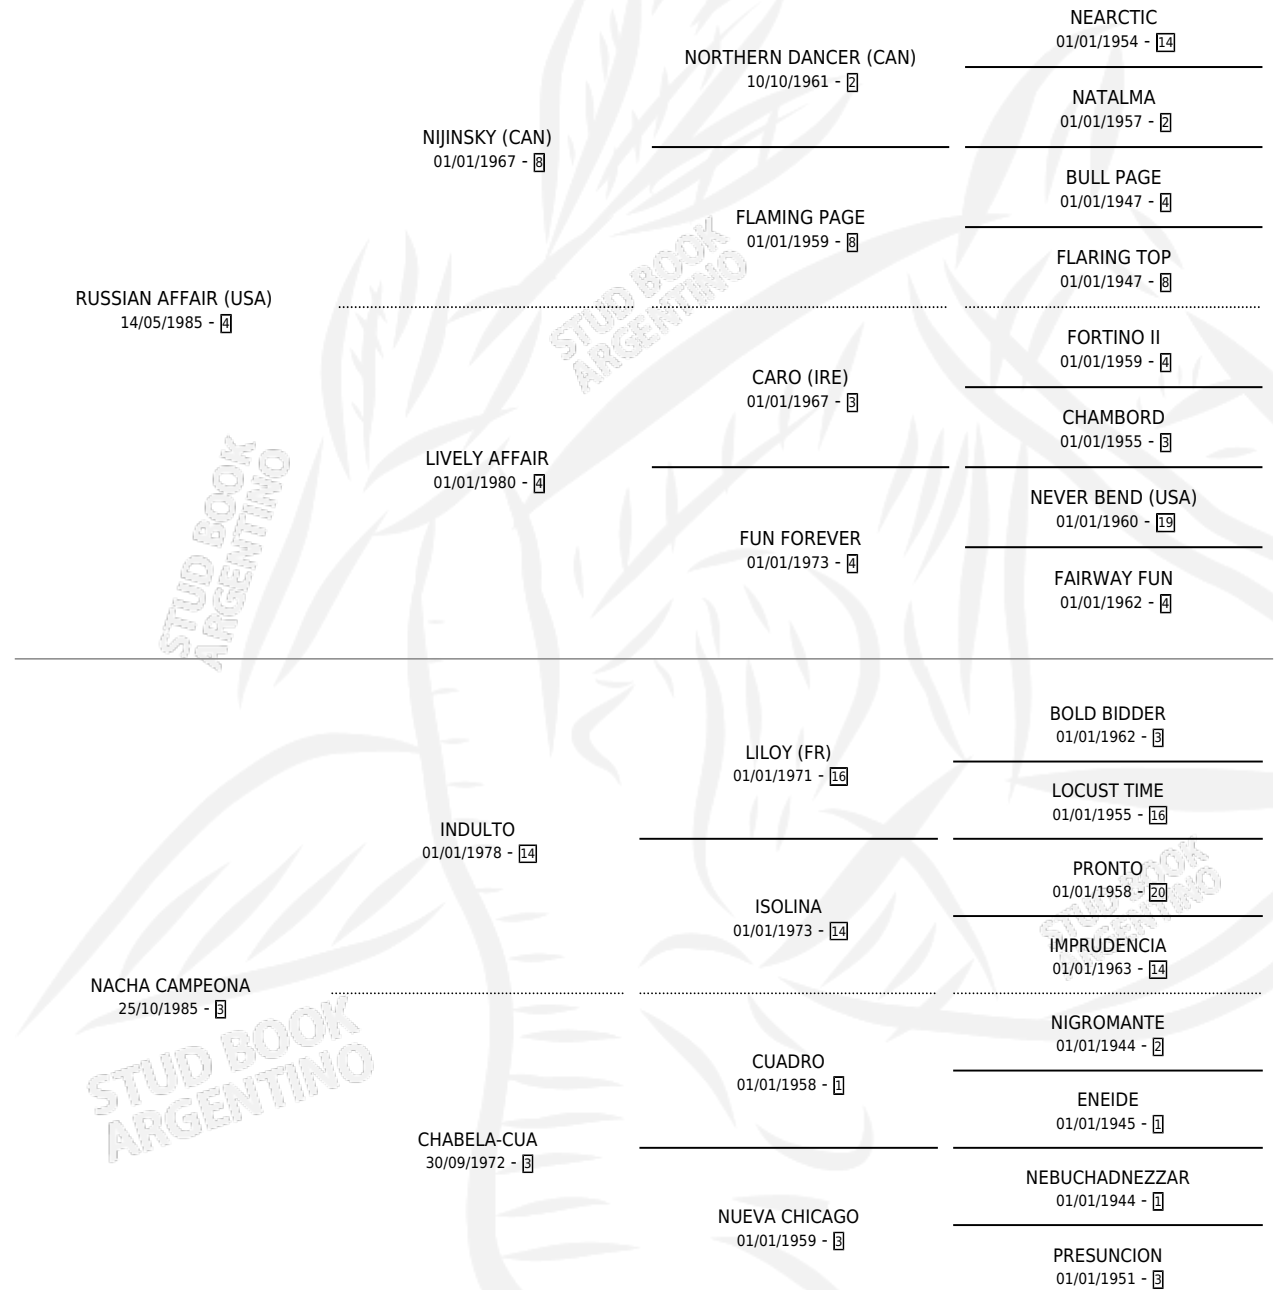 NEARCTIC
01/01/1954 - 14
NORTHERN DANCER (CAN)
10/10/1961 - 2
NATALMA
01/01/1957 - 2
NIJINSKY (CAN)
01/01/1967 - 8
BULL PAGE
01/01/1947 - 4
FLAMING PAGE
01/01/1959 - 8
FLARING TOP
01/01/1947 - 8
RUSSIAN AFFAIR (USA)
14/05/1985 - 4
FORTINO II
01/01/1959 - 4
CARO (IRE)
01/01/1967 - 3
CHAMBORD
01/01/1955 - 3
LIVELY AFFAIR
01/01/1980 - 4
NEVER BEND (USA)
01/01/1960 - 19
FUN FOREVER
01/01/1973 - 4
FAIRWAY FUN
01/01/1962 - 4
BOLD BIDDER
01/01/1962 - 3
LILOY (FR)
01/01/1971 - 16
LOCUST TIME
01/01/1955 - 16
INDULTO
01/01/1978 - 14
PRONTO
01/01/1958 - 20
ISOLINA
01/01/1973 - 14
IMPRUDENCIA
01/01/1963 - 14
NACHA CAMPEONA
25/10/1985 - 3
NIGROMANTE
01/01/1944 - 2
CUADRO
01/01/1958 - 1
ENEIDE
01/01/1945 - 1
CHABELA-CUA
30/09/1972 - 3
NEBUCHADNEZZAR
01/01/1944 - 1
NUEVA CHICAGO
01/01/1959 - 3
PRESUNCION
01/01/1951 - 3
STUD BOOK
ARGENTINO
STUD BOOK
ARGENTINO
STUD BOOK
ARGENTINO
STUD BOOK
ARGENTINO